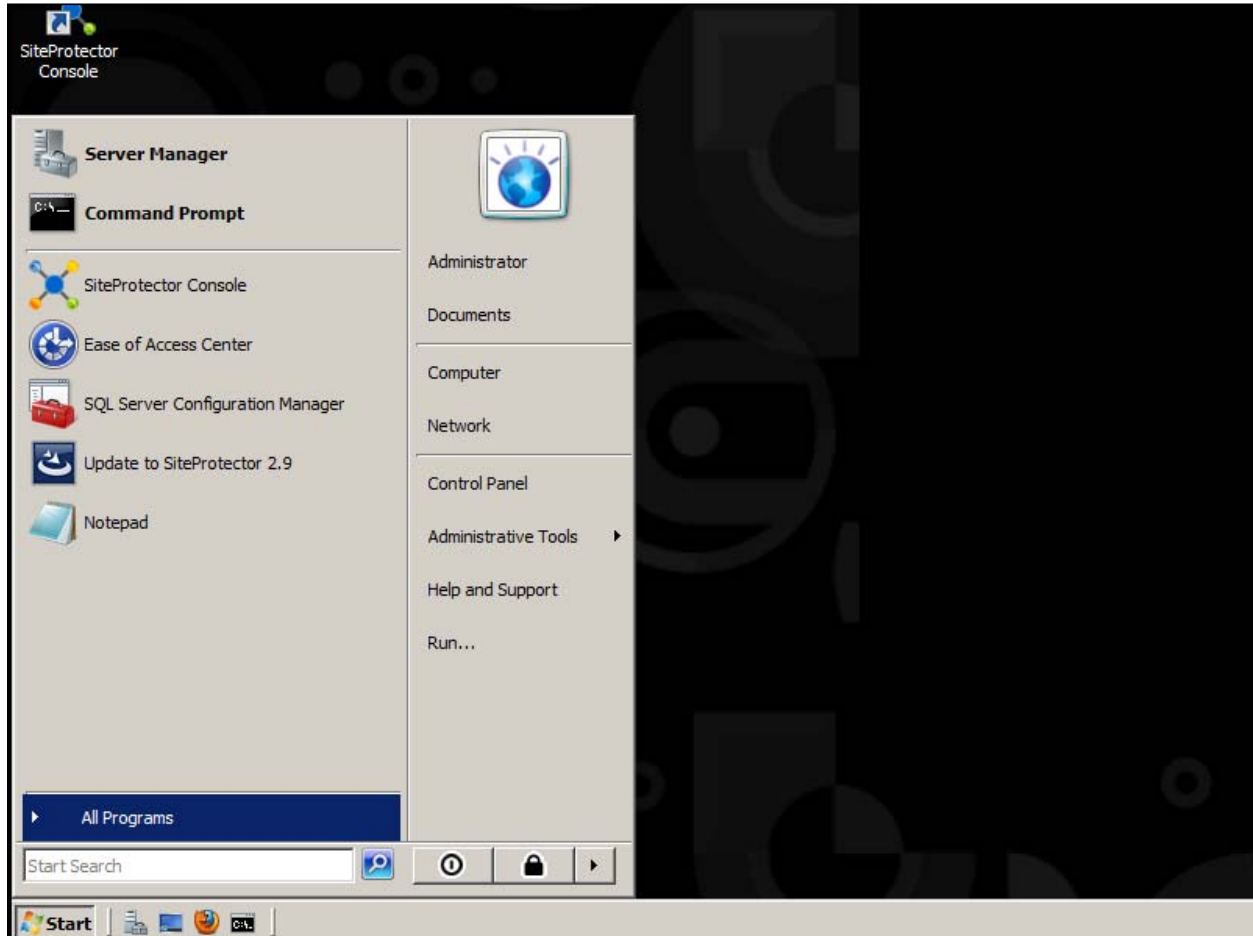 SiteProtector
Console
Server Manager
Command Prompt
SiteProtector Console
Ease of Access Center
SQL Server Configuration Manager
Update to SiteProtector 2.9
Notepad
All Programs
Start Search
Administrator
Documents
Computer
Network
Control Panel
Administrative Tools
Help and Support
Run...
Start